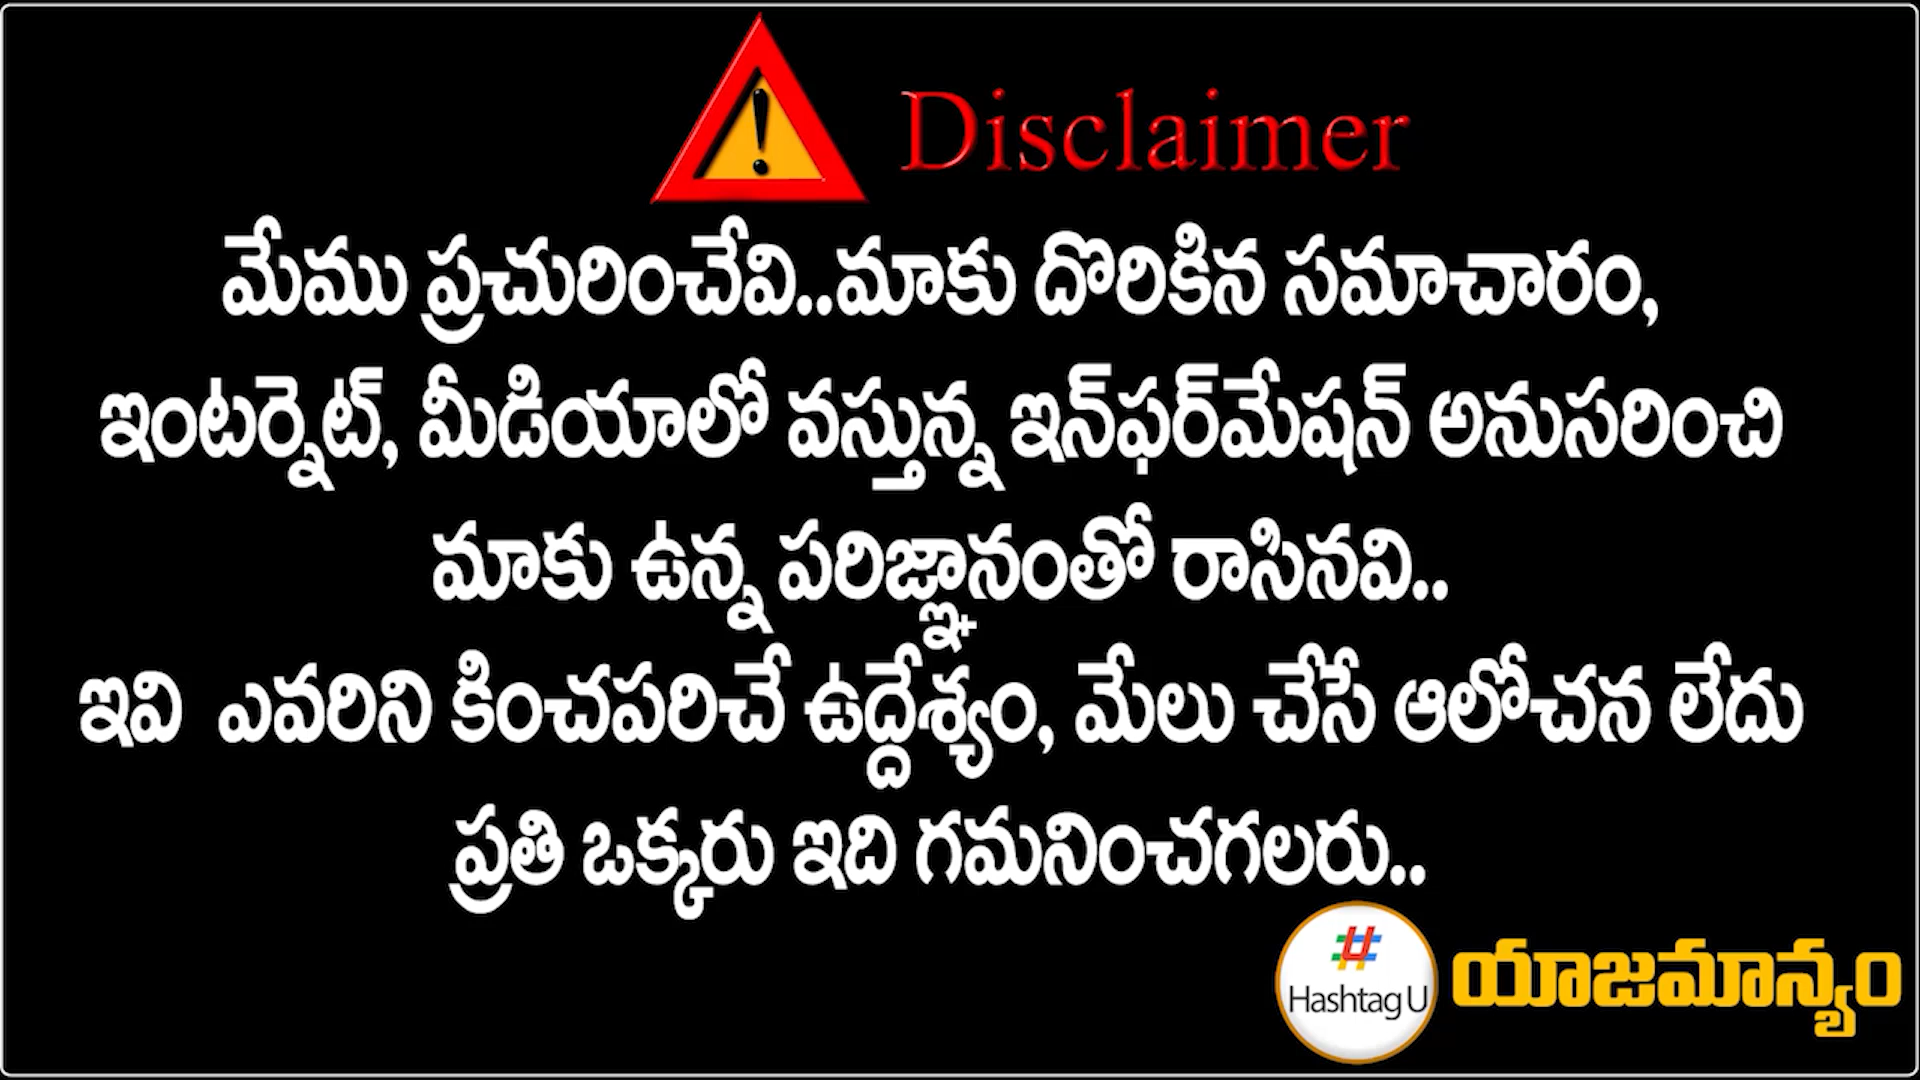 Disclaimer
మేము ప్రచురించేవి..మాకు దొరికిన సమాచారం,
ఇంటర్నెట్, మీడియాలో వస్తున్న ఇన్‌ఫర్‌మేషన్ అనుసరించి
మాకు ఉన్న పరిజ్ఞానంతో రాసినవి..
ఇవి ఎవరిని కించపరిచే ఉద్దేశ్యం, మేలు చేసే ఆలోచన లేదు
ప్రతి ఒక్కరు ఇది గమనించగలరు..
Hashtag U
యాజమాన్యం